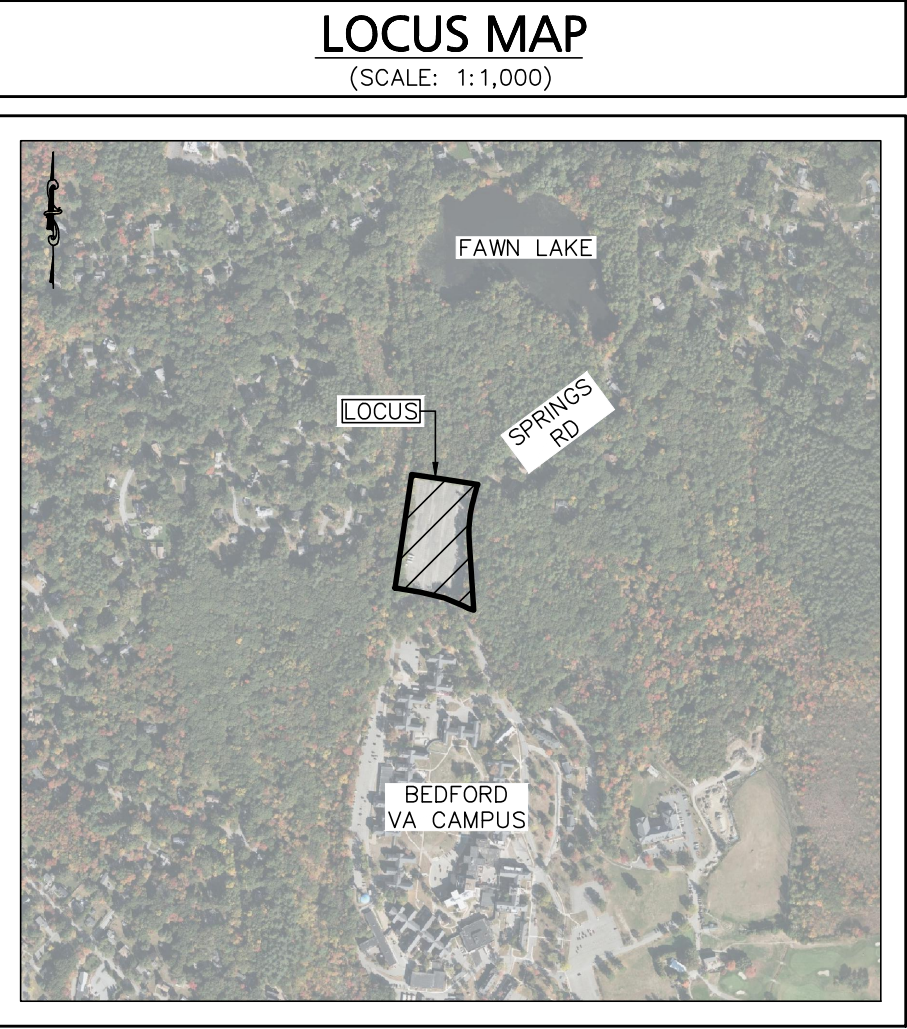 LOCUS MAP
(SCALE: 1:1,000)
FAWN LAKE
LOCUS
SPRINGS
RD
BEDFORD
VA CAMPUS